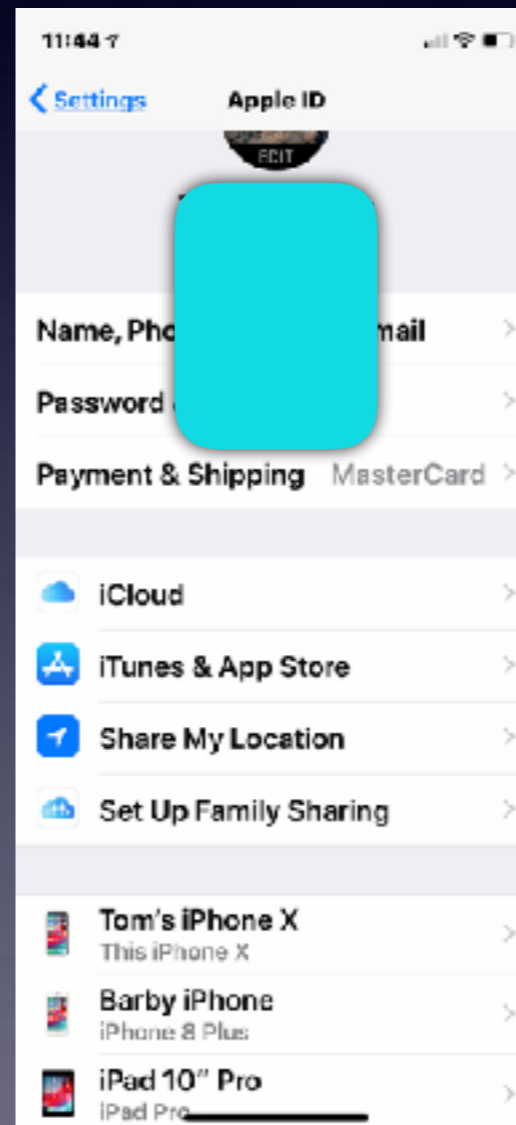 11:44
Settings Apple ID
EDIT
Name, Pho mail
Password
Payment & Shipping MasterCard
iCloud
iTunes & App Store
Share My Location
Set Up Family Sharing
Tom's iPhone X
This iPhone X
Barby iPhone
iPhone 8 Plus
iPad 10" Pro
iPad Pro